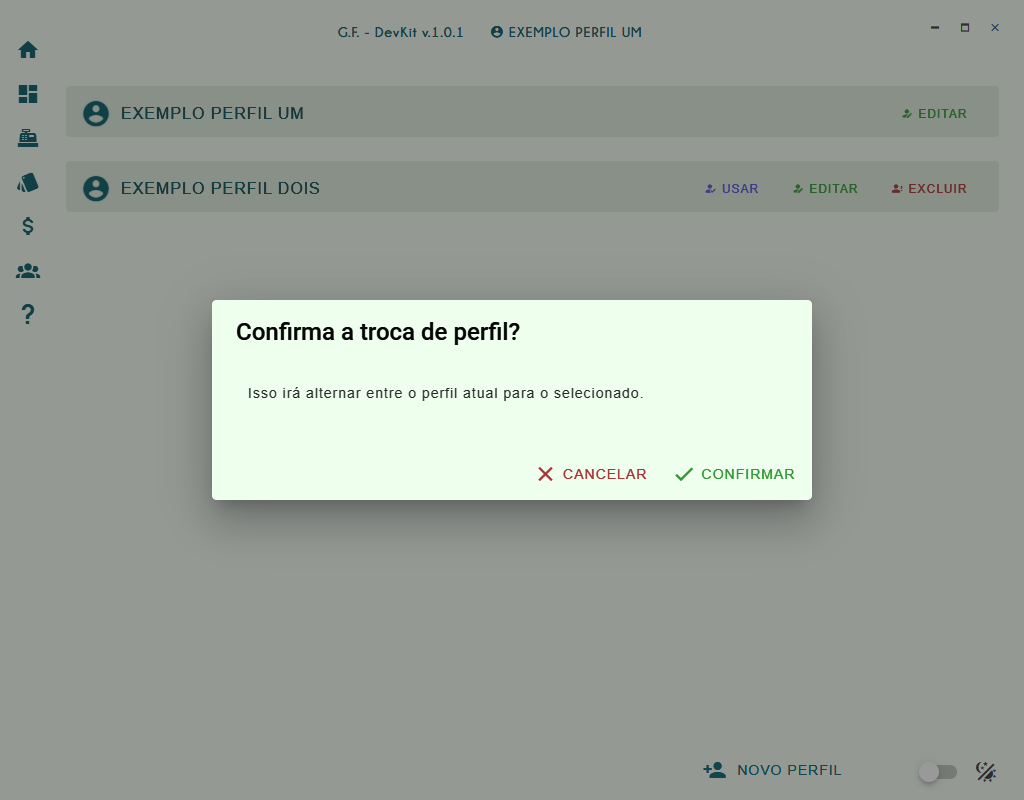 G.F. - DevKit v.1.0.1 EXEMPLO PERFIL UM
EXEMPLO PERFIL UM EDITAR
EXEMPLO PERFIL DOIS USAR EDITAR EXCLUIR
Confirma a troca de perfil?
Isso irá alternar entre o perfil atual para o selecionado.
CANCELAR CONFIRMAR
NOVO PERFIL